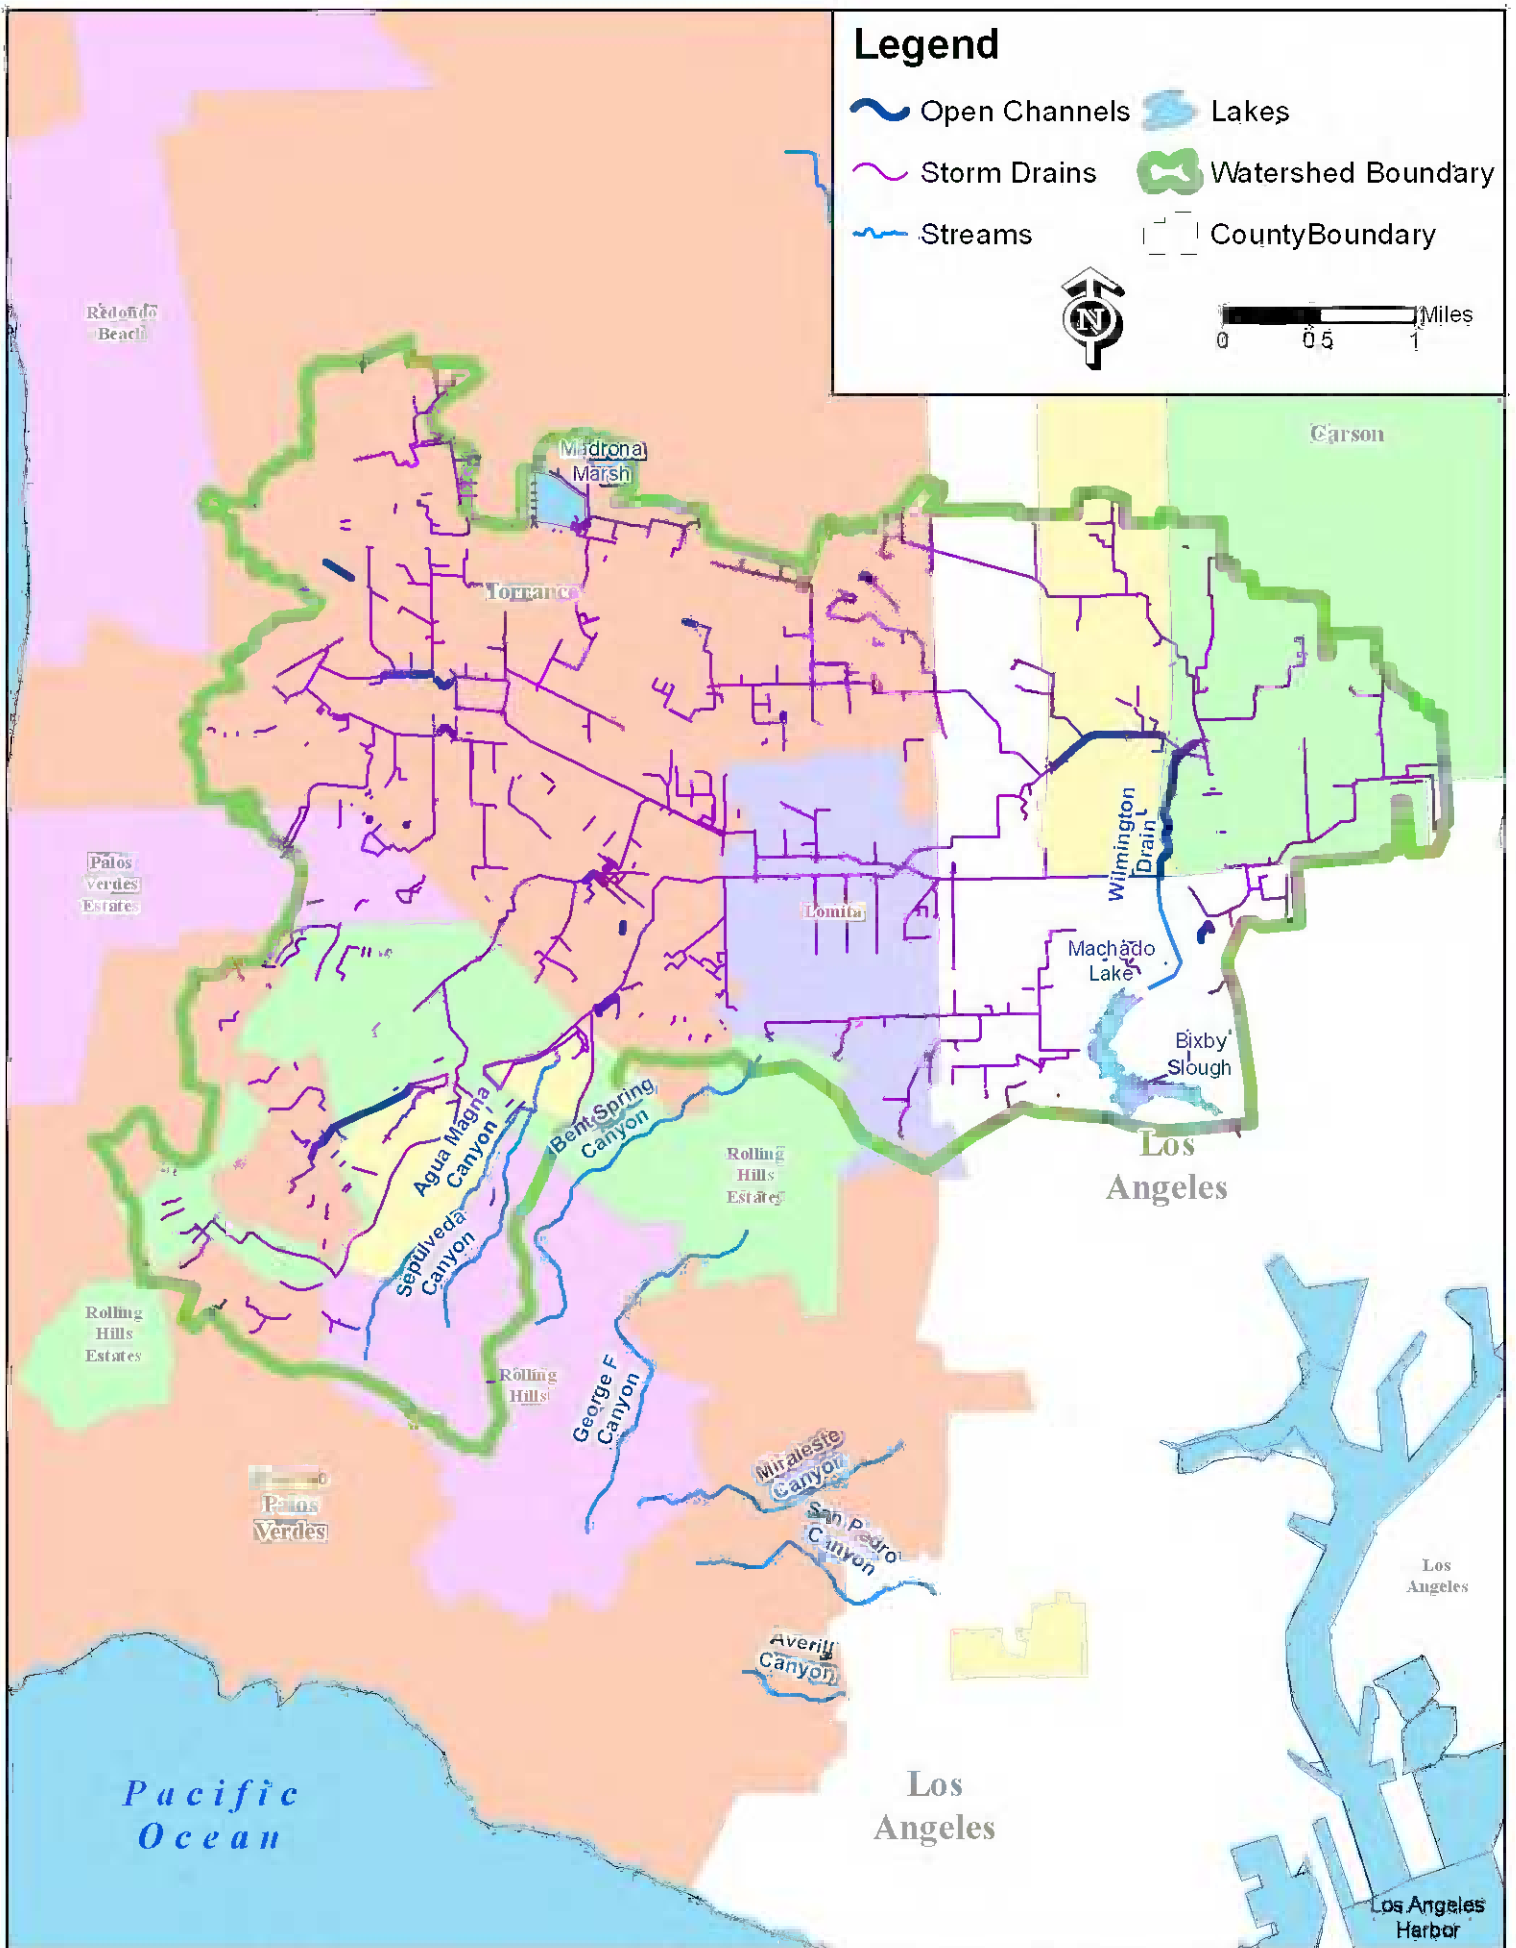 Legend
Open Channels
Lakes
Storm Drains
Watershed Boundary
Streams
CountyBoundary
N
Miles
0
0 5
1
Redondo
Beach
Carson
Madrona
Marsh
Torrance
Palos
Verdes
Estates
Lomita
Wilmington
Drain
Machado
Lake
Bixby
Slough
Los
Angeles
Agua Magna
Canyon
Bent Spring
Canyon
Rolling
Hills
Estates
Sepulveda
Canyon
Rolling
Hills
Estates
Rolling
Hills
George F
Canyon
Miraleste
Canyon
San Pedro
Canyon
Palos
Verdes
Los
Angeles
Averill
Canyon
Pacific
Ocean
Los
Angeles
Los Angeles
Harbor